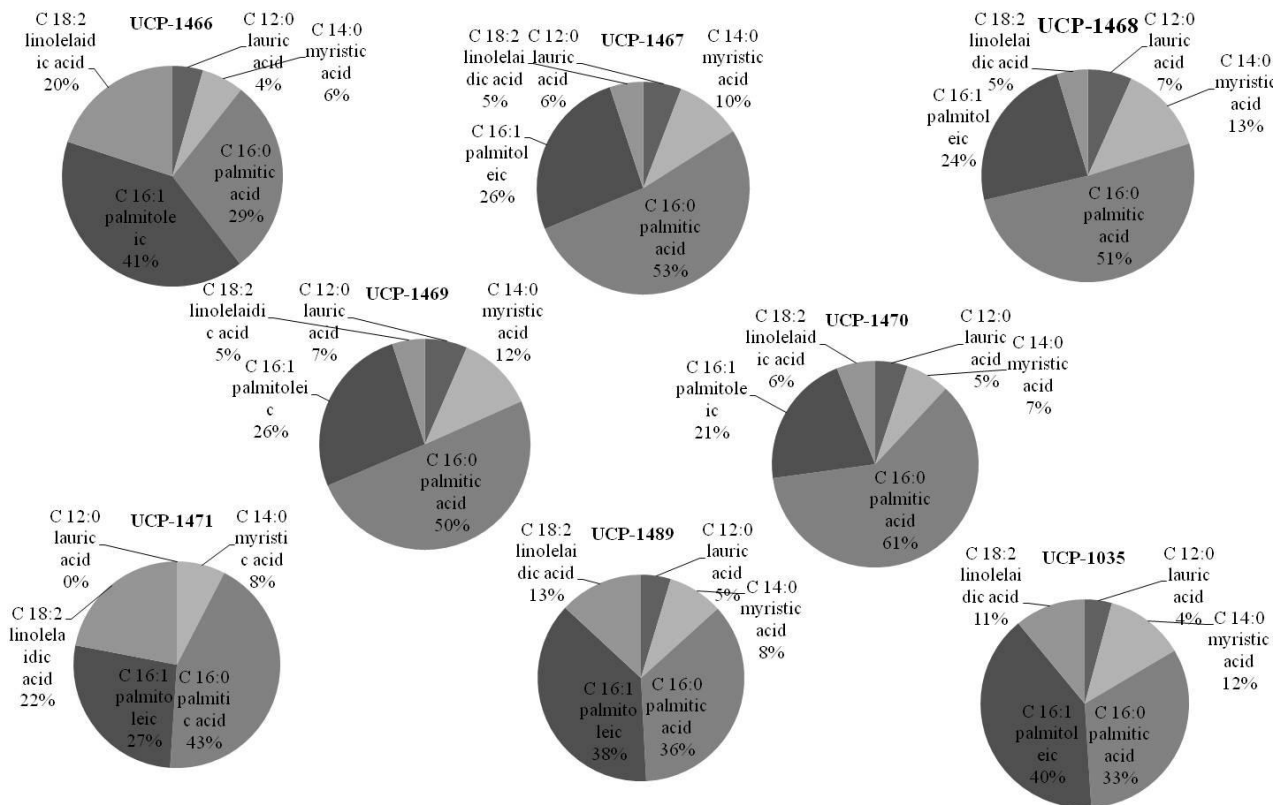 UCP-1466
C 18:2
linolelaid
ic acid
20%
C 12:0
lauric
acid
4%
C 14:0
myristic
acid
6%
C 16:0
palmitic
acid
29%
C 16:1
palmitole
ic
41%
UCP-1467
C 18:2
linolelai
dic acid
5%
C 12:0
lauric
acid
6%
C 14:0
myristic
acid
10%
C 16:1
palmitol
eic
26%
C 16:0
palmitic
acid
53%
UCP-1468
C 18:2
linolelai
dic acid
5%
C 12:0
lauric
acid
7%
C 14:0
myristic
acid
13%
C 16:1
palmitol
eic
24%
C 16:0
palmitic
acid
51%
UCP-1469
C 18:2
linolelaidi
c acid
5%
C 12:0
lauric
acid
7%
C 14:0
myristic
acid
12%
C 16:1
palmitolei
c
26%
C 16:0
palmitic
acid
50%
UCP-1470
C 18:2
linolelaid
ic acid
6%
C 12:0
lauric
acid
5%
C 14:0
myristic
acid
7%
C 16:1
palmitole
ic
21%
C 16:0
palmitic
acid
61%
UCP-1471
C 12:0
lauric
acid
0%
C 14:0
myristi
c acid
8%
C 18:2
linolela
idic
acid
22%
C 16:1
palmito
leic
27%
C 16:0
palmiti
c acid
43%
UCP-1489
C 18:2
linolelai
dic acid
13%
C 12:0
lauric
acid
5%
C 14:0
myristic
acid
8%
C 16:1
palmito
leic
38%
C 16:0
palmitic
acid
36%
UCP-1035
C 18:2
linolelai
dic acid
11%
C 12:0
lauric
acid
4%
C 14:0
myristic
acid
12%
C 16:1
palmitol
eic
40%
C 16:0
palmitic
acid
33%